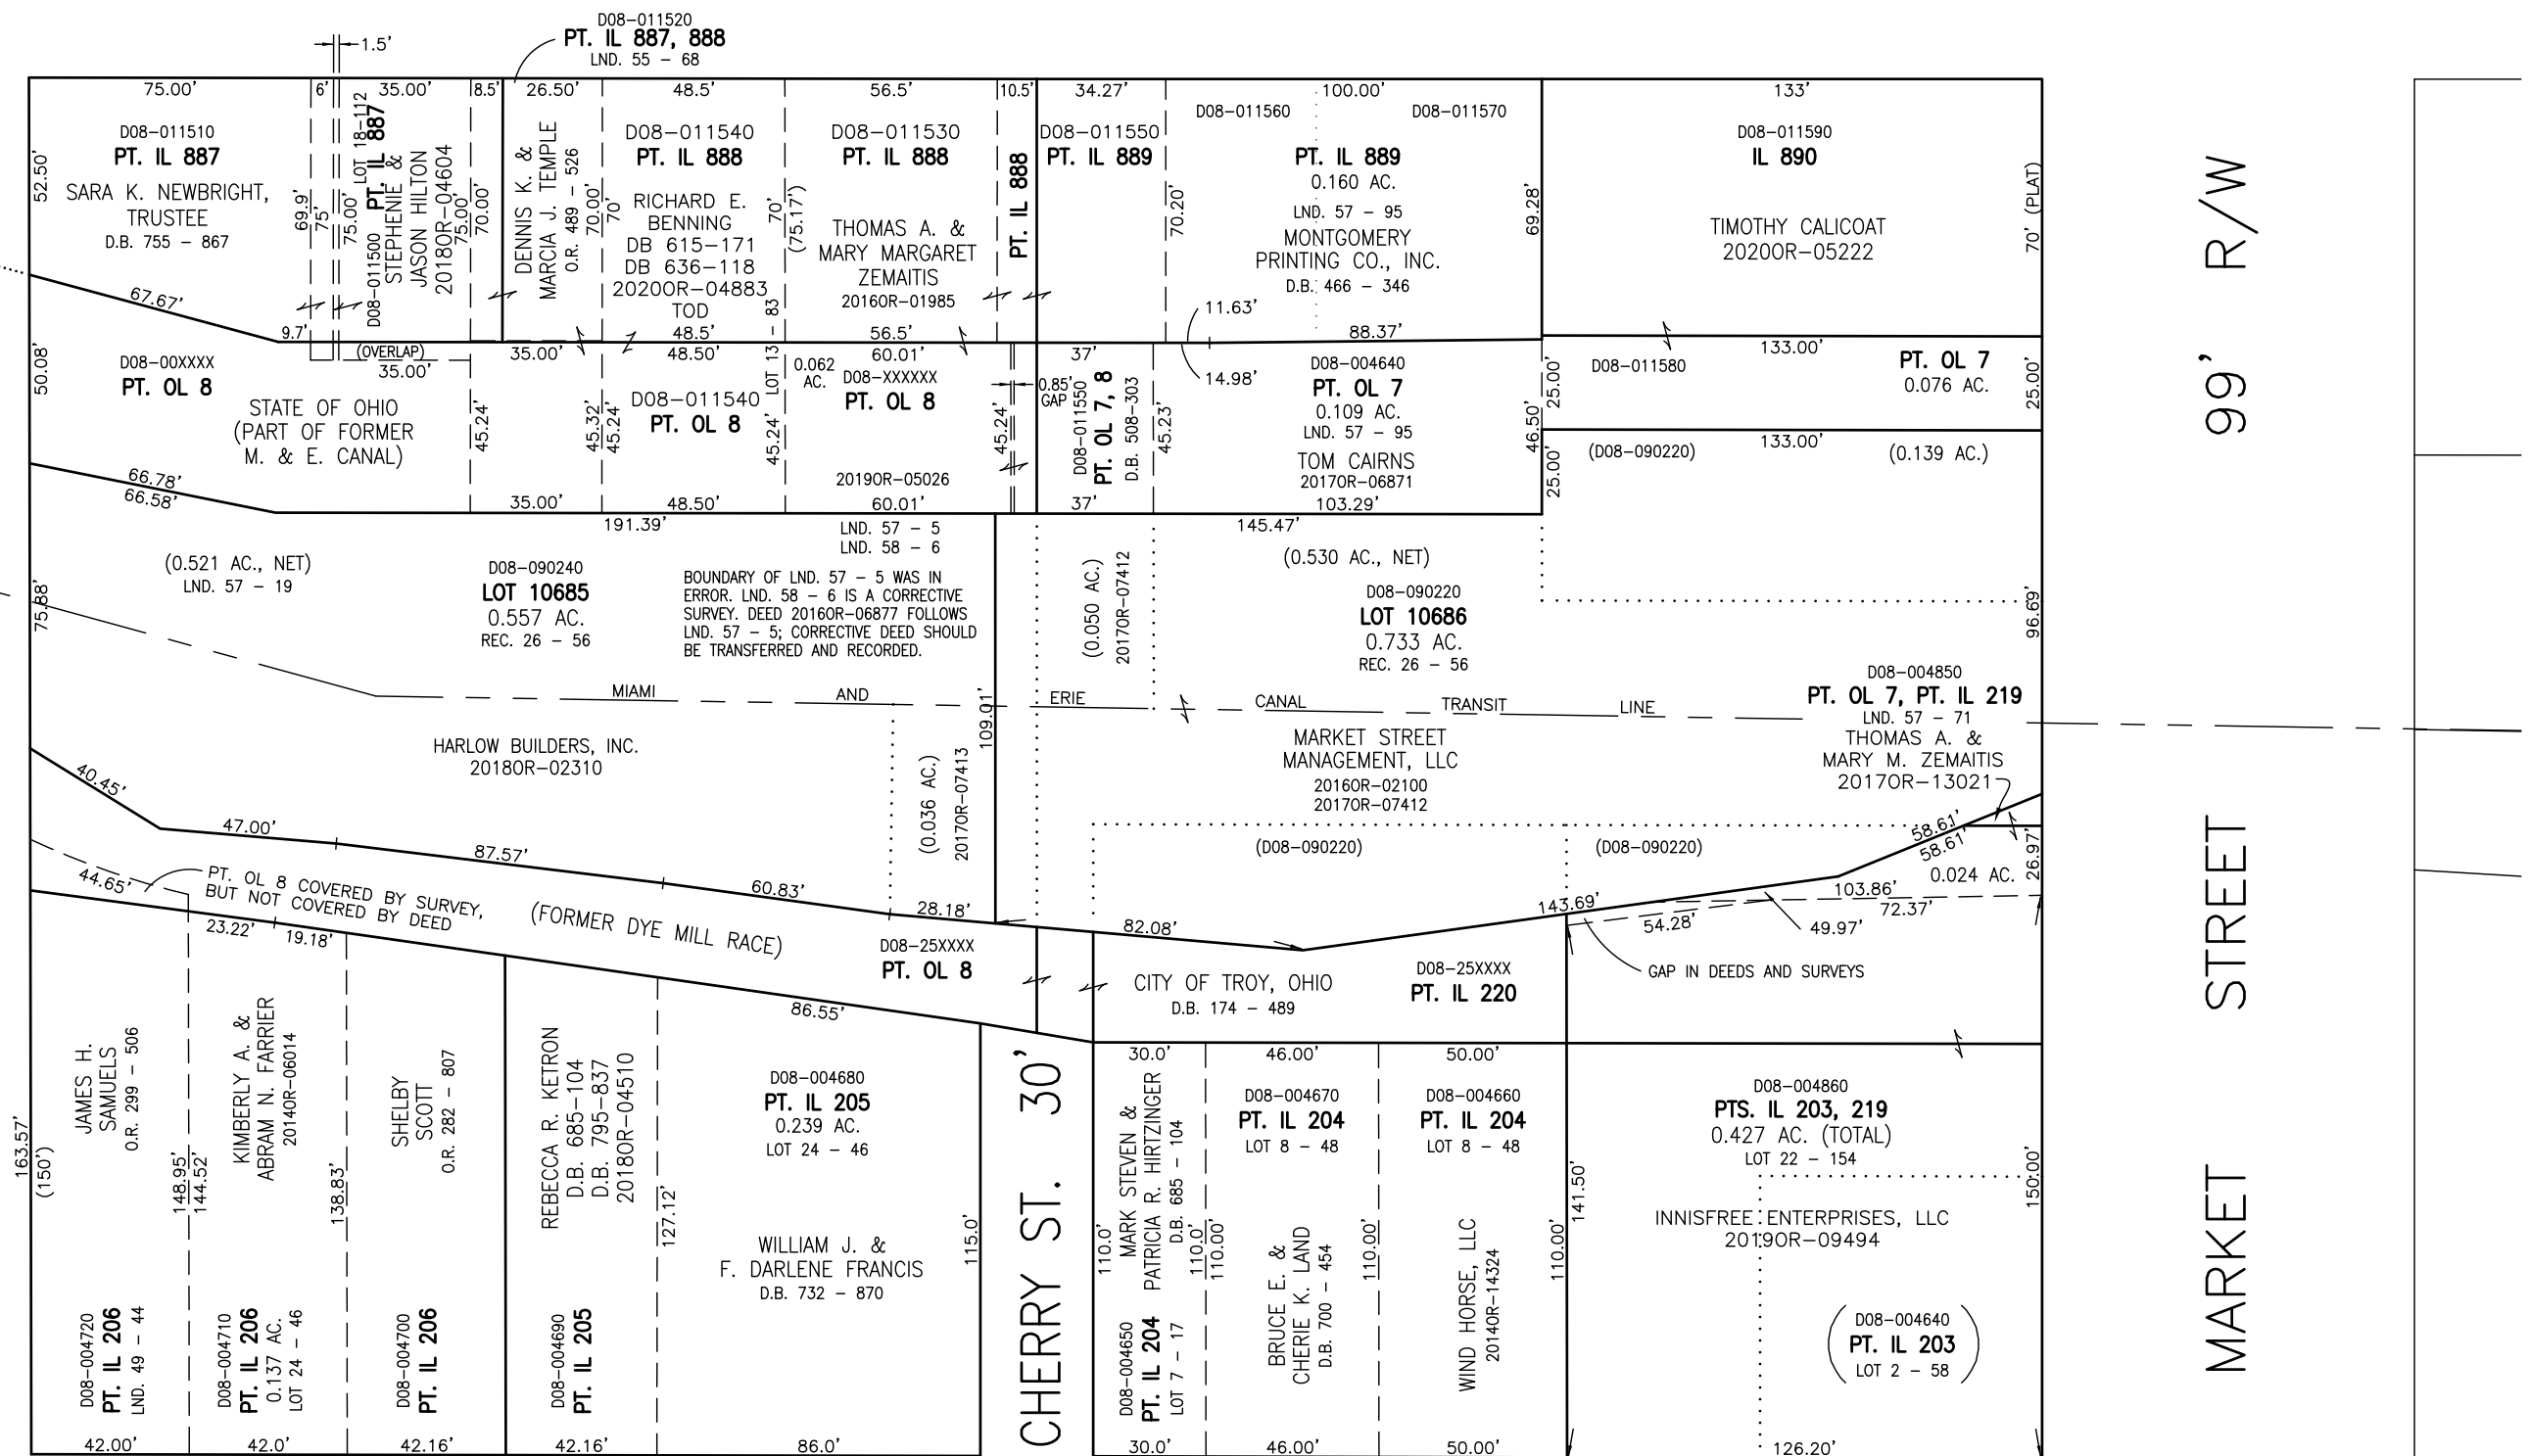 D08-011520
PT. IL 887, 888
LND. 55 - 68
1.5'
75.00'
6'
35.00'
8.5'
26.50'
48.5'
56.5'
10.5'
34.27'
100.00'
133'
52.50'
D08-011510
PT. IL 887
SARA K. NEWBRIGHT,
TRUSTEE
D.B. 755 - 867
69.9'
75'
75.00'
LOT 18-112
D08-011500 PT. IL 887
STEPHENIE &
JASON HILTON
2018OR-04604
75.00'
70.00'
DENNIS K. &
MARCIA J. TEMPLE
O.R. 489 - 526
70.00'
70'
D08-011540
PT. IL 888
RICHARD E.
BENNING
DB 615-171
DB 636-118
2020OR-04883
TOD
48.5'
70'
(75.17')
D08-011530
PT. IL 888
THOMAS A. &
MARY MARGARET
ZEMAITIS
2016OR-01985
56.5'
PT. IL 888
D08-011550
PT. IL 889
70.20'
D08-011560
D08-011570
PT. IL 889
0.160 AC.
LND. 57 - 95
MONTGOMERY
PRINTING CO., INC.
D.B. 466 - 346
11.63'
88.37'
69.28'
D08-011590
IL 890
TIMOTHY CALICOAT
2020OR-05222
70' (PLAT)
67.67'
9.7'
(OVERLAP)
35.00'
50.08'
D08-00XXXX
PT. OL 8
STATE OF OHIO
(PART OF FORMER
M. & E. CANAL)
66.78'
66.58'
45.24'
35.00'
45.32'
45.24'
35.00'
48.50'
D08-011540
PT. OL 8
48.50'
45.24'
LOT 13 - 83
60.01'
0.062
AC.
D08-XXXXXX
PT. OL 8
2019OR-05026
60.01'
45.24'
0.85'
GAP
37'
D08-011550
PT. OL 7, 8
D.B. 508-303
37'
45.23'
14.98'
D08-004640
PT. OL 7
0.109 AC.
LND. 57 - 95
TOM CAIRNS
2017OR-06871
103.29'
46.50'
25.00'
D08-011580
133.00'
PT. OL 7
0.076 AC.
25.00'
25.00'
133.00'
(D08-090220)
(0.139 AC.)
191.39'
LND. 57 - 5
LND. 58 - 6
145.47'
75.88'
(0.521 AC., NET)
LND. 57 - 19
D08-090240
LOT 10685
0.557 AC.
REC. 26 - 56
BOUNDARY OF LND. 57 - 5 WAS IN
ERROR. LND. 58 - 6 IS A CORRECTIVE
SURVEY. DEED 2016OR-06877 FOLLOWS
LND. 57 - 5; CORRECTIVE DEED SHOULD
BE TRANSFERRED AND RECORDED.
(0.050 AC.)
2017OR-07412
(0.530 AC., NET)
D08-090220
LOT 10686
0.733 AC.
REC. 26 - 56
96.69'
MIAMI AND ERIE CANAL TRANSIT LINE
109.01'
HARLOW BUILDERS, INC.
2018OR-02310
(0.036 AC.)
2017OR-07413
MARKET STREET
MANAGEMENT, LLC
2016OR-02100
2017OR-07412
D08-004850
PT. OL 7, PT. IL 219
LND. 57 - 71
THOMAS A. &
MARY M. ZEMAITIS
2017OR-13021
40.45'
47.00'
87.57'
60.83'
28.18'
82.08'
143.69'
(D08-090220)
(D08-090220)
58.61'
58.61'
26.97'
0.024 AC.
103.86'
72.37'
54.28'
49.97'
GAP IN DEEDS AND SURVEYS
44.65'
PT. OL 8 COVERED BY SURVEY,
BUT NOT COVERED BY DEED
23.22'
19.18'
(FORMER DYE MILL RACE)
D08-25XXXX
PT. OL 8
86.55'
CITY OF TROY, OHIO
D.B. 174 - 489
D08-25XXXX
PT. IL 220
163.57'
(150')
JAMES H.
SAMUELS
O.R. 299 - 506
D08-004720
PT. IL 206
LND. 49 - 44
42.00'
148.95'
144.52'
KIMBERLY A. &
ABRAM N. FARRIER
2014OR-06014
D08-004710
PT. IL 206
0.137 AC.
LOT 24 - 46
42.0'
138.83'
SHELBY
SCOTT
O.R. 282 - 807
D08-004700
PT. IL 206
42.16'
REBECCA R. KETRON
D.B. 685-104
D.B. 795-837
2018OR-04510
D08-004690
PT. IL 205
42.16'
127.12'
D08-004680
PT. IL 205
0.239 AC.
LOT 24 - 46
WILLIAM J. &
F. DARLENE FRANCIS
D.B. 732 - 870
86.0'
115.0'
CHERRY ST. 30'
30.0'
110.0'
MARK STEVEN &
PATRICIA R. HIRTZINGER
D.B. 685 - 104
D08-004650
PT. IL 204
LOT 7 - 17
30.0'
110.0'
110.00'
46.00'
D08-004670
PT. IL 204
LOT 8 - 48
BRUCE E. &
CHERIE K. LAND
D.B. 700 - 454
46.00'
110.00'
50.00'
D08-004660
PT. IL 204
LOT 8 - 48
WIND HORSE, LLC
2014OR-14324
50.00'
110.00'
141.50'
D08-004860
PTS. IL 203, 219
0.427 AC. (TOTAL)
LOT 22 - 154
INNISFREE ENTERPRISES, LLC
2019OR-09494
D08-004640
PT. IL 203
LOT 2 - 58
126.20'
150.00'
MARKET STREET 99' R/W